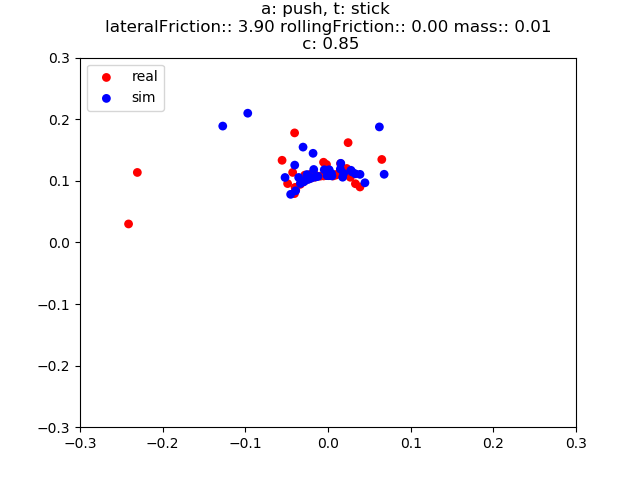 a: push, t: stick
lateralFriction:: 3.90 rollingFriction:: 0.00 mass:: 0.01
c: 0.85
real
sim
0.3
0.2
0.1
0.0
−0.1
−0.2
−0.3
−0.3
−0.2
−0.1
0.0
0.1
0.2
0.3